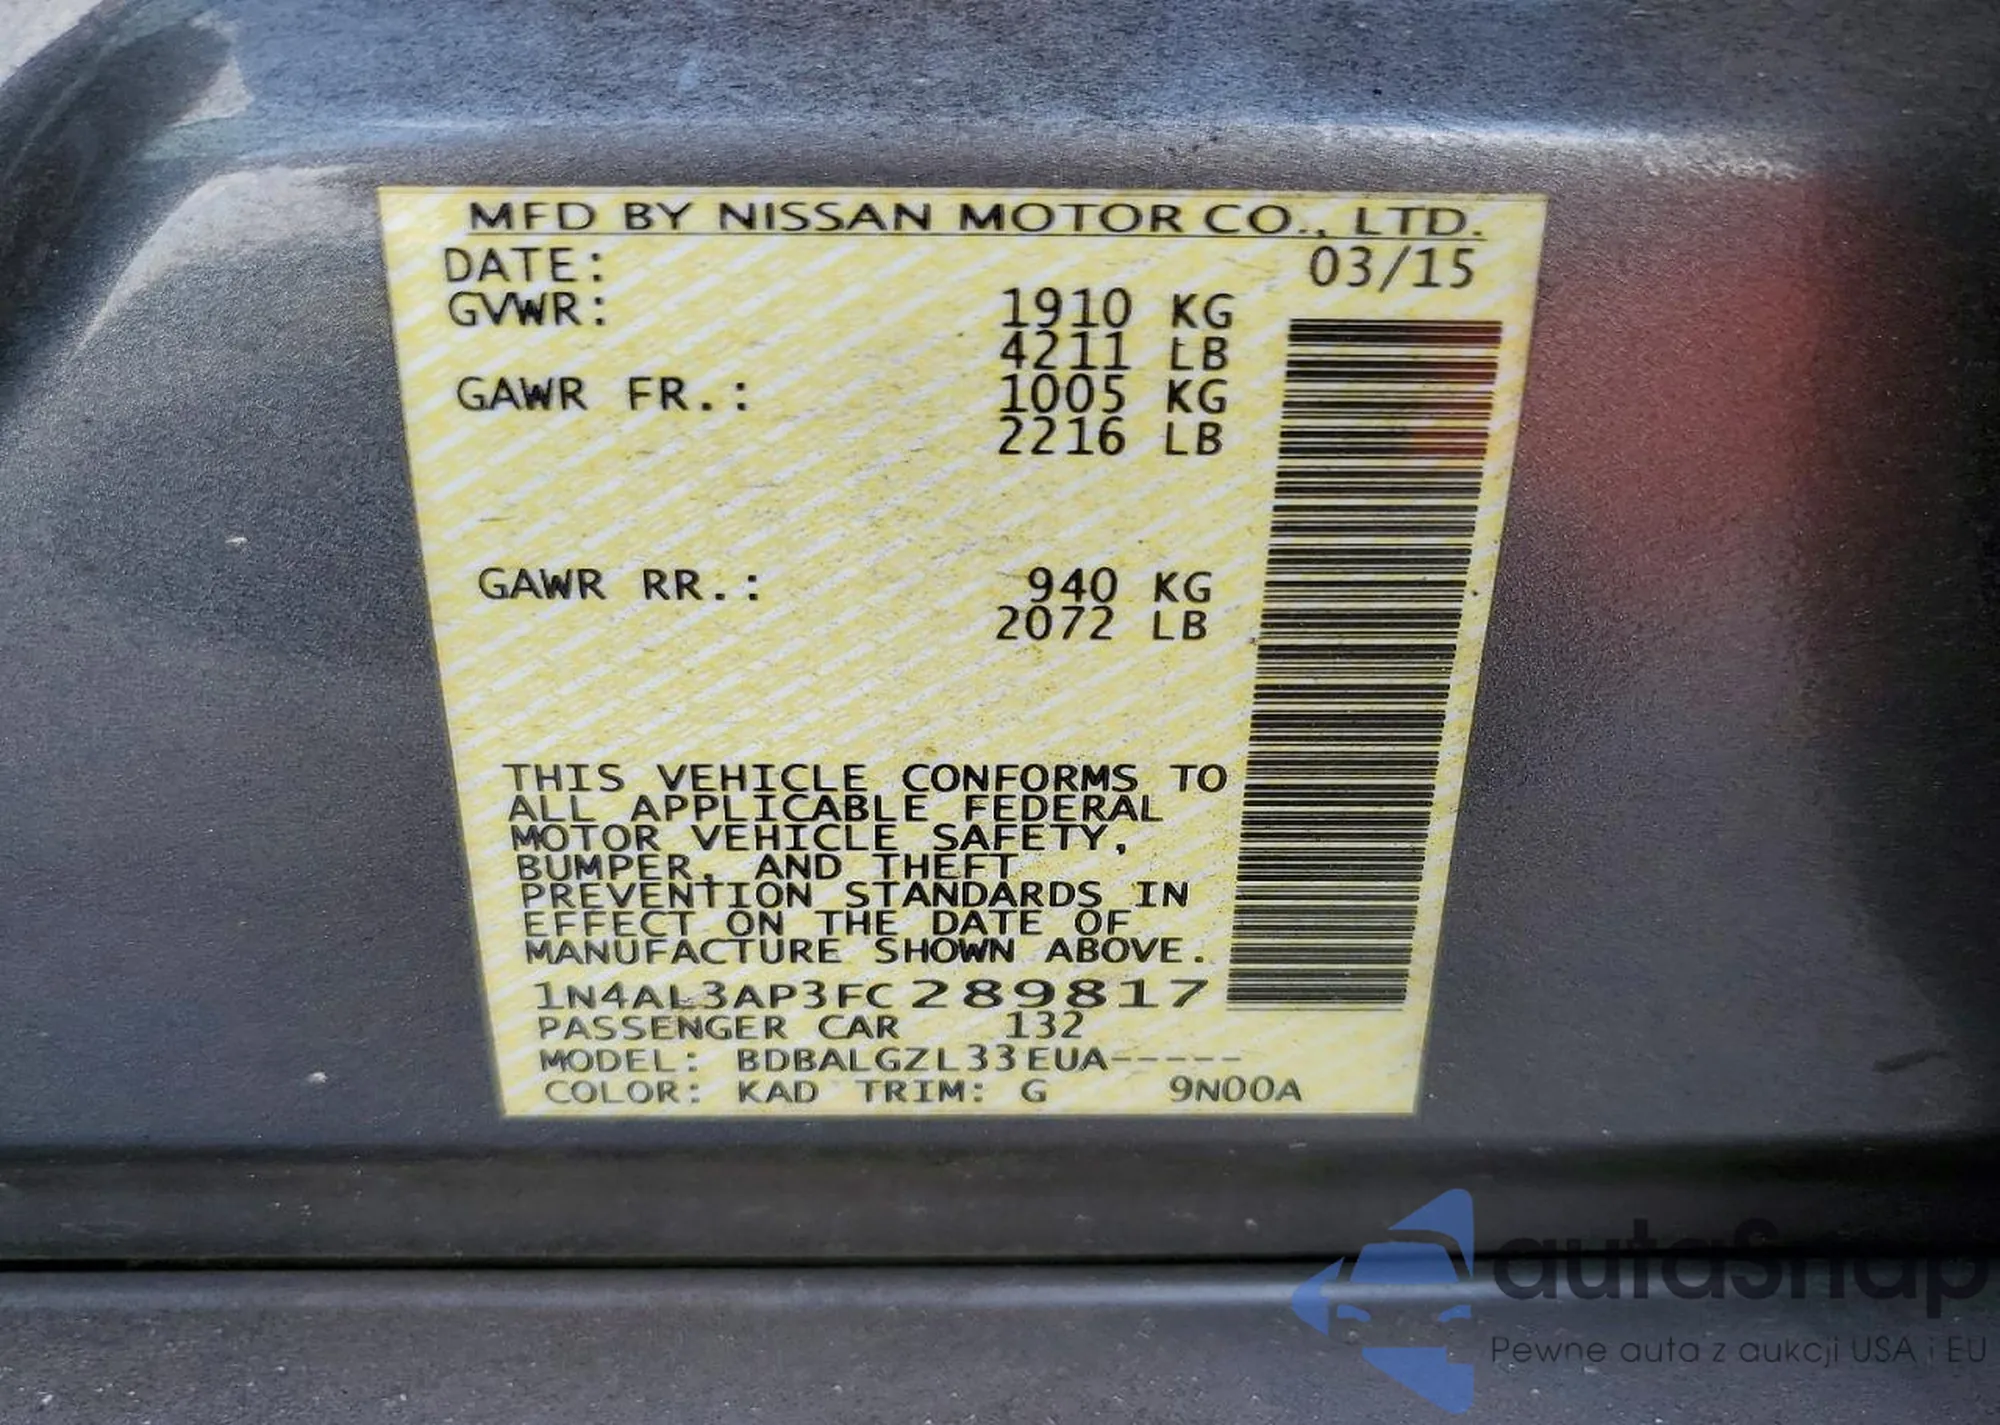 MFD BY NISSAN MOTOR CO., LTD.
DATE: 03/15
GVWR: 1910 KG
4211 LB
GAWR FR.: 1005 KG
2216 LB
GAWR RR.: 940 KG
2072 LB
THIS VEHICLE CONFORMS TO
ALL APPLICABLE FEDERAL
MOTOR VEHICLE SAFETY,
BUMPER, AND THEFT
PREVENTION STANDARDS IN
EFFECT ON THE DATE OF
MANUFACTURE SHOWN ABOVE.
1N4AL3AP3FC289817
PASSENGER CAR 132
MODEL: BDBALGZL33EUA-----
COLOR: KAD TRIM: G 9N00A
autasnap
Pewne auta z aukcji USA i EU